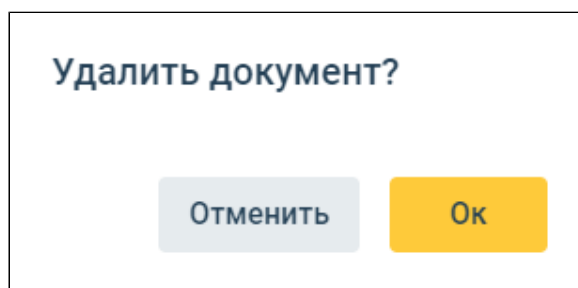 Удалить документ?
Отменить
Ок